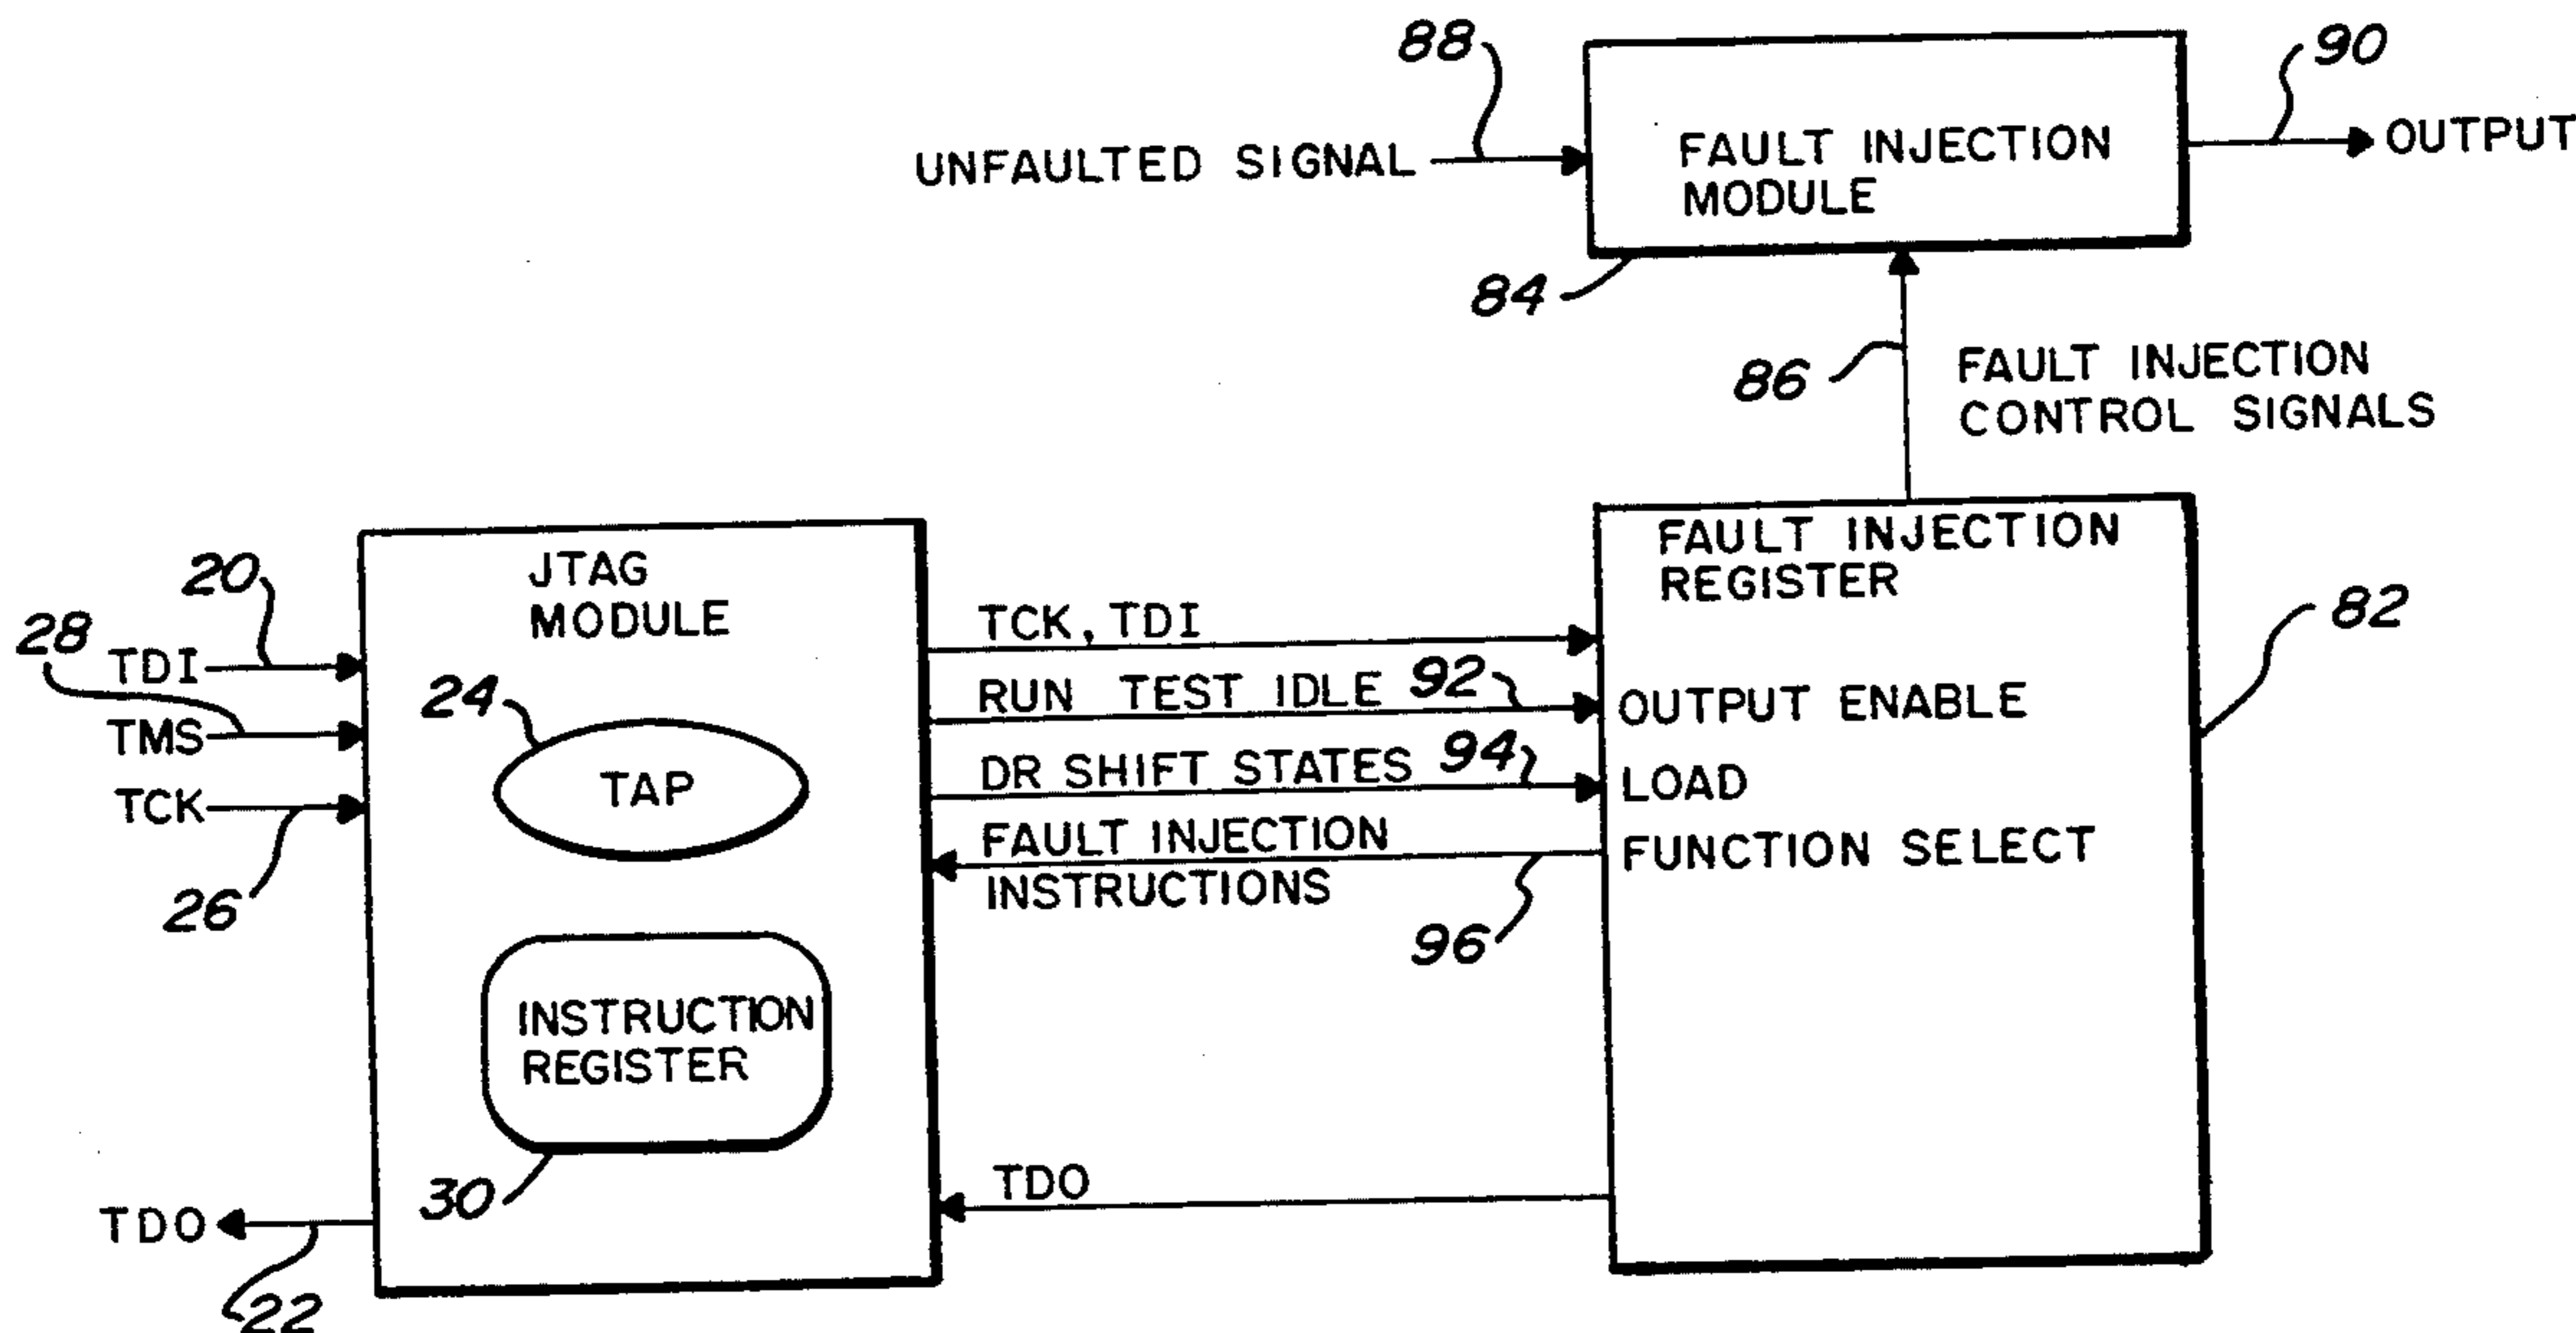 88
90
UNFAULTED SIGNAL
FAULT INJECTION
MODULE
OUTPUT
84
86
FAULT INJECTION
CONTROL SIGNALS
20
28
TDI
TMS
TCK
26
JTAG
MODULE
24
TAP
INSTRUCTION
REGISTER
30
TDO
22
TCK, TDI
RUN TEST IDLE 92
DR SHIFT STATES 94
FAULT INJECTION
INSTRUCTIONS
96
TDO
FAULT INJECTION
REGISTER
OUTPUT ENABLE
LOAD
FUNCTION SELECT
82